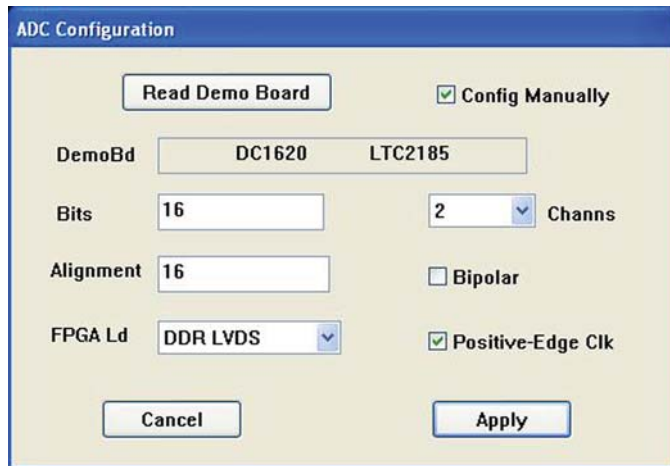 ADC Configuration
Read Demo Board
Config Manually
DemoBd DC1620 LTC2185
Bits 16 2 Channs
Alignment 16 Bipolar
FPGA Ld DDR LVDS Positive-Edge Clk
Cancel Apply